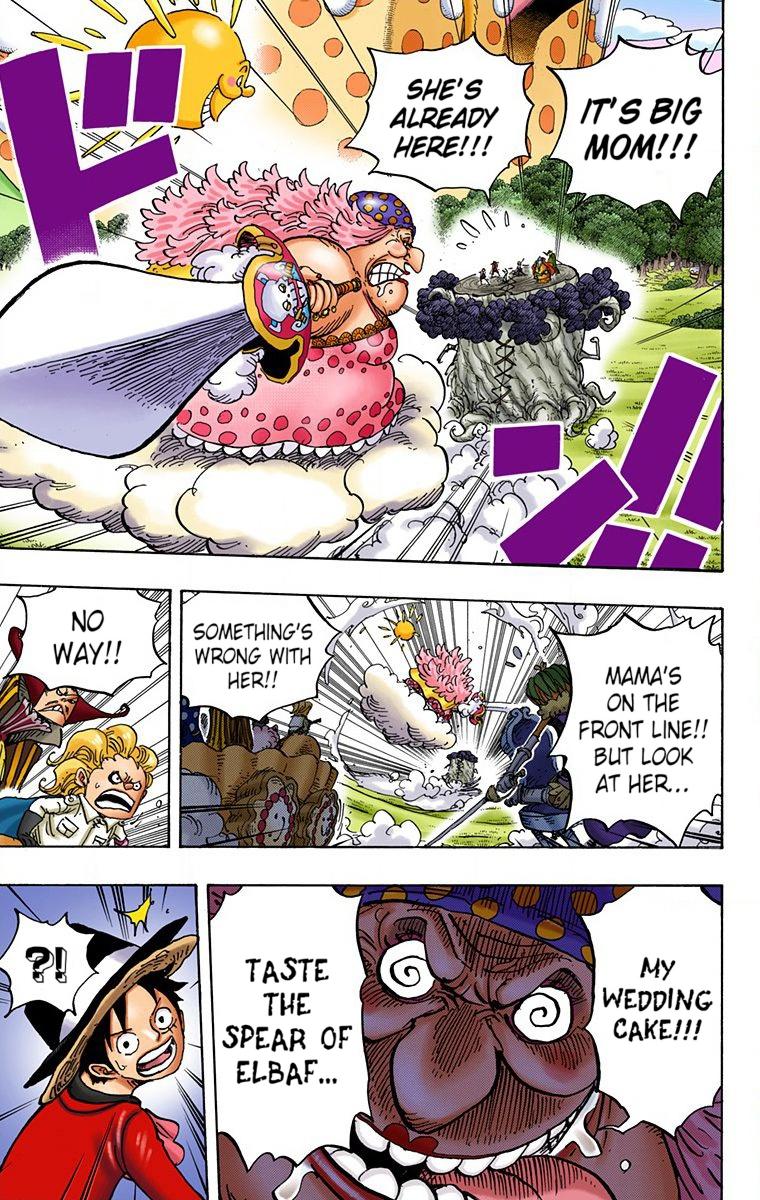 IT'S BIG
MOM!!!
SHE'S
ALREADY
HERE!!!
ドン!!
MAMA'S
ON THE
FRONT LINE!!
BUT LOOK
AT HER...
SOMETHING'S
WRONG WITH
HER!!
NO
WAY!!
MY
WEDDING
CAKE!!!
TASTE
THE
SPEAR OF
ELBAF...
?!